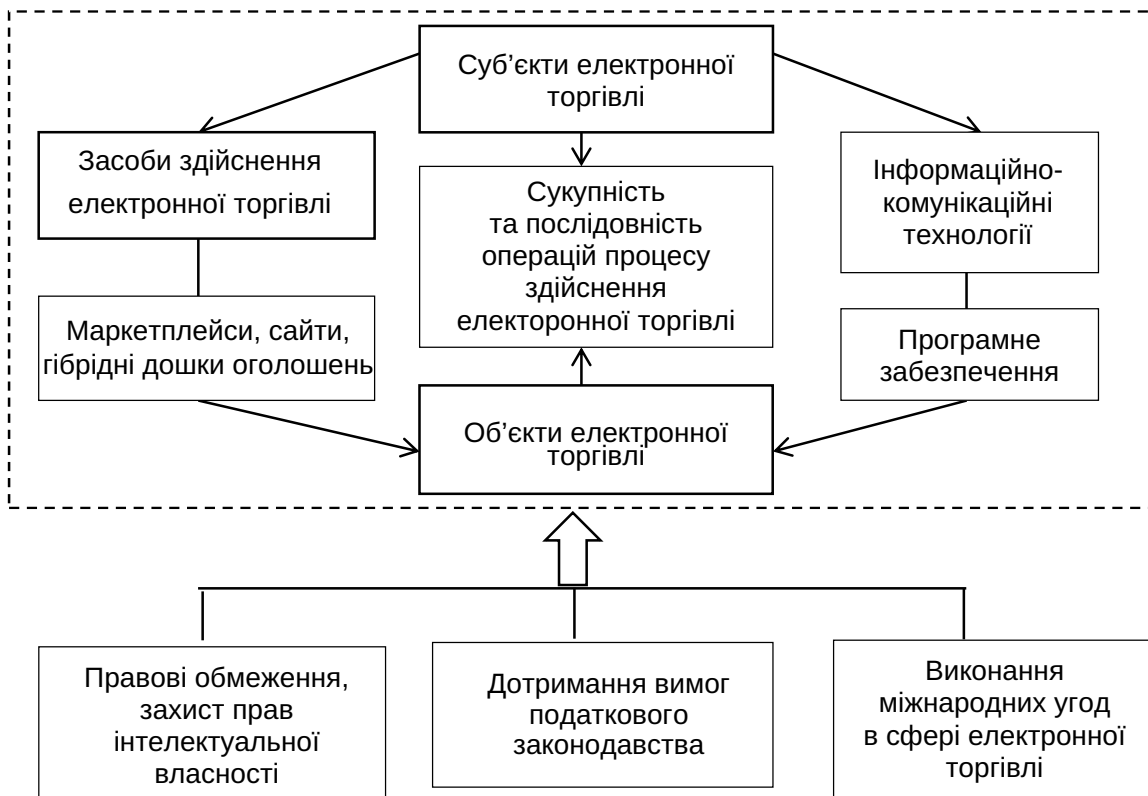 Суб’єкти електронної
торгівлі
Засоби здійснення
електронної торгівлі
Сукупність
та послідовність
операцій процесу
здійснення
електоронної торгівлі
Інформаційно-
комунікаційні
технології
Маркетплейси, сайти,
гібрідні дошки оголошень
Програмне
забезпечення
Об’єкти електронної
торгівлі
Правові обмеження,
захист прав
інтелектуальної
власності
Дотримання вимог
податкового
законодавства
Виконання
міжнародних угод
в сфері електронної
торгівлі